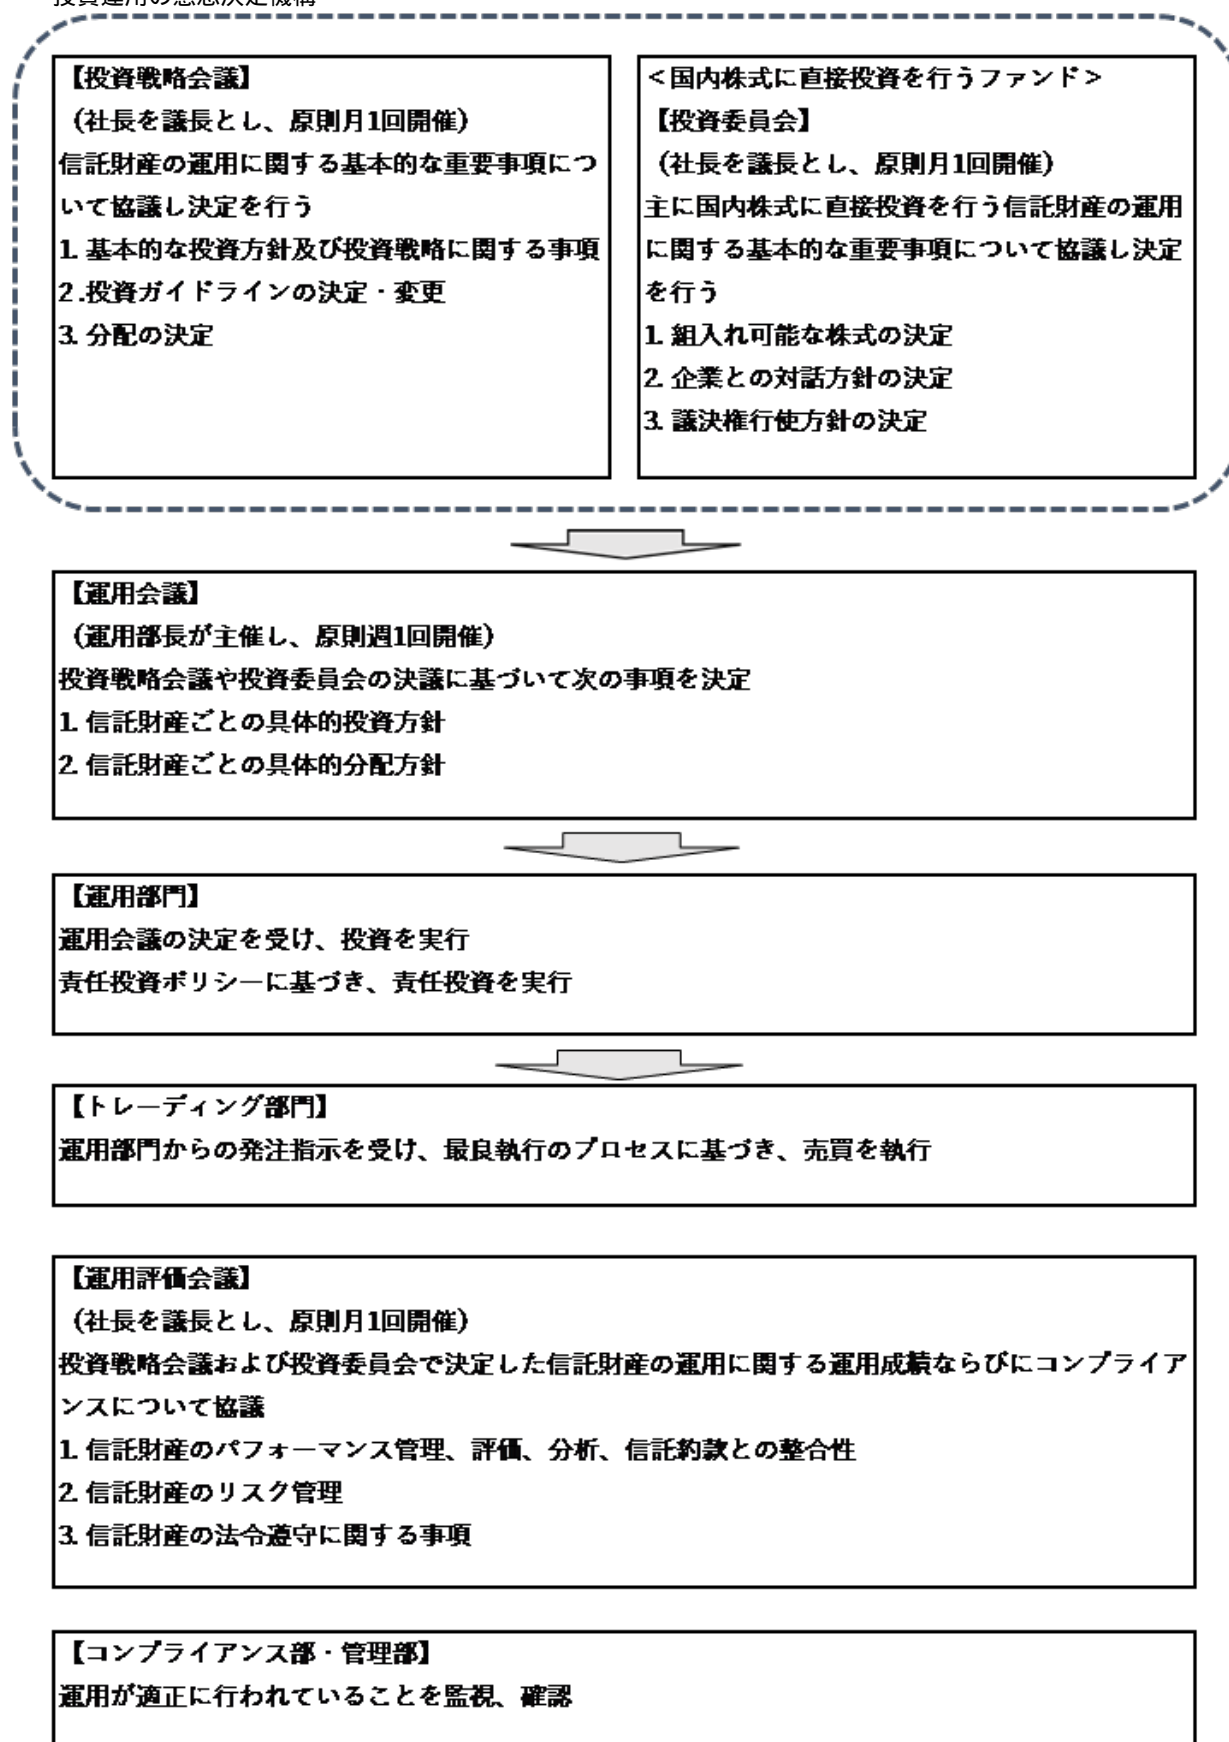 投資運用の意思決定機構
【投資戦略会議】
（社長を議長とし、原則月1回開催）
信託財産の運用に関する基本的な重要事項につ
いて協議し決定を行う
1. 基本的な投資方針及び投資戦略に関する事項
2.投資ガイドラインの決定・変更
3. 分配の決定
＜国内株式に直接投資を行うファンド＞
【投資委員会】
（社長を議長とし、原則月1回開催）
主に国内株式に直接投資を行う信託財産の運用
に関する基本的な重要事項について協議し決定
を行う
1. 組入れ可能な株式の決定
2. 企業との対話方針の決定
3. 議決権行使方針の決定
【運用会議】
（運用部長が主催し、原則週1回開催）
投資戦略会議や投資委員会の決議に基づいて次の事項を決定
1. 信託財産ごとの具体的投資方針
2. 信託財産ごとの具体的分配方針
【運用部門】
運用会議の決定を受け、投資を実行
責任投資ポリシーに基づき、責任投資を実行
【トレーディング部門】
運用部門からの発注指示を受け、最良執行のプロセスに基づき、売買を執行
【運用評価会議】
（社長を議長とし、原則月1回開催）
投資戦略会議および投資委員会で決定した信託財産の運用に関する運用成績ならびにコンプライア
ンスについて協議
1. 信託財産のパフォーマンス管理、評価、分析、信託約款との整合性
2. 信託財産のリスク管理
3. 信託財産の法令遵守に関する事項
【コンプライアンス部・管理部】
運用が適正に行われていることを監視、確認